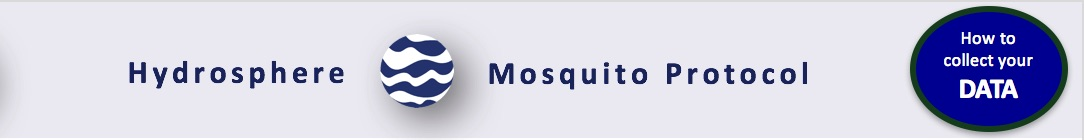 Hydrosphere Mosquito Protocol
How to
collect your
DATA